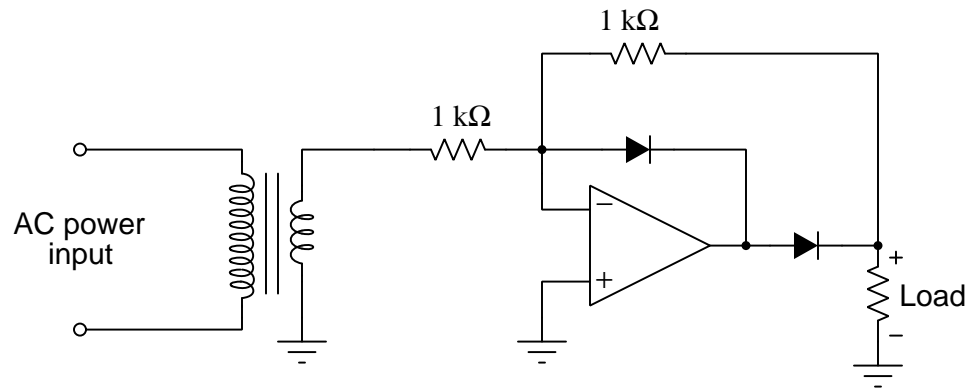 1 kΩ
1 kΩ
AC power
input
−
+
+
Load
−